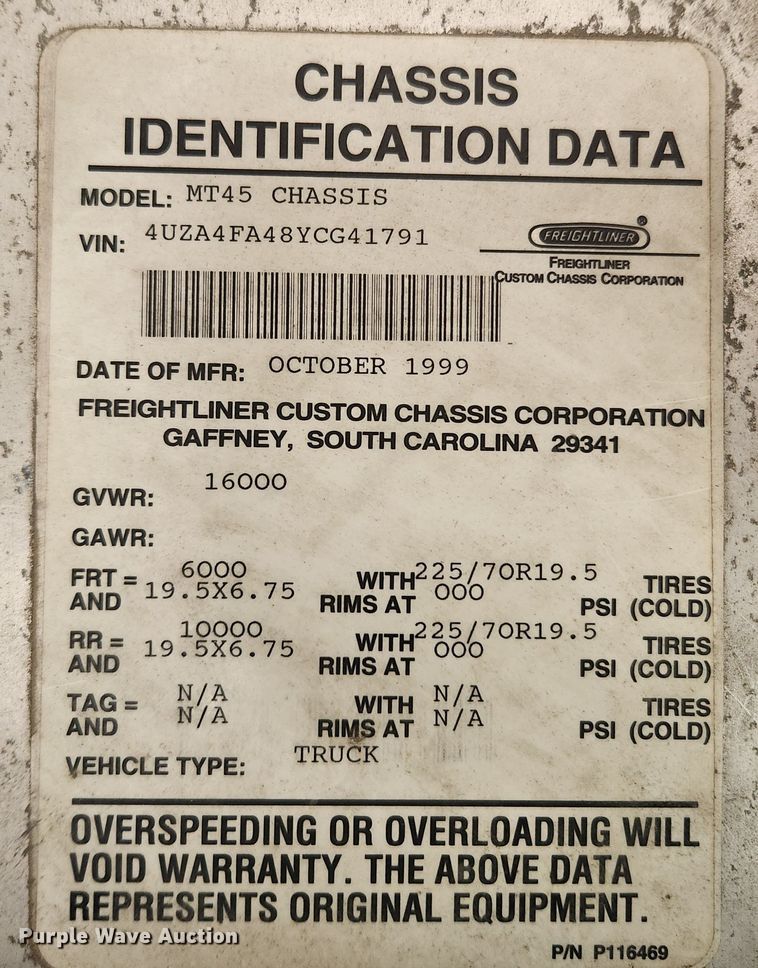 CHASSIS
IDENTIFICATION DATA
MODEL: MT45 CHASSIS
VIN: 4UZA4FA48YCG41791
FREIGHTLINER ®
FREIGHTLINER
CUSTOM CHASSIS CORPORATION
DATE OF MFR: OCTOBER 1999
FREIGHTLINER CUSTOM CHASSIS CORPORATION
GAFFNEY, SOUTH CAROLINA 29341
GVWR: 16000
GAWR:
FRT = 6000 WITH 225/70R19.5 TIRES
AND 19.5X6.75 RIMS AT 000 PSI (COLD)
RR = 10000 WITH 225/70R19.5 TIRES
AND 19.5X6.75 RIMS AT 000 PSI (COLD)
TAG = N/A WITH N/A TIRES
AND N/A RIMS AT N/A PSI (COLD)
VEHICLE TYPE: TRUCK
OVERSPEEDING OR OVERLOADING WILL
VOID WARRANTY. THE ABOVE DATA
REPRESENTS ORIGINAL EQUIPMENT.
Purple Wave Auction
P/N P116469